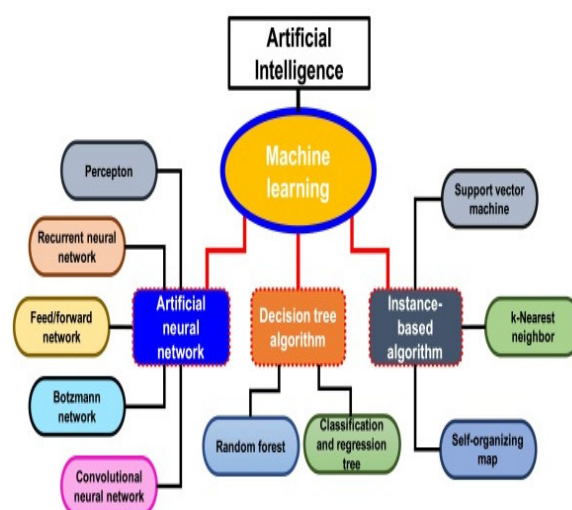 Artificial
Intelligence
Machine
learning
Percepton
Recurrent neural
network
Feed/forward
network
Botzmann
network
Convolutional
neural network
Artificial
neural
network
Decision tree
algorithm
Instance-
based
algorithm
Random forest
Classification
and regression
tree
Support vector
machine
k-Nearest
neighbor
Self-organizing
map